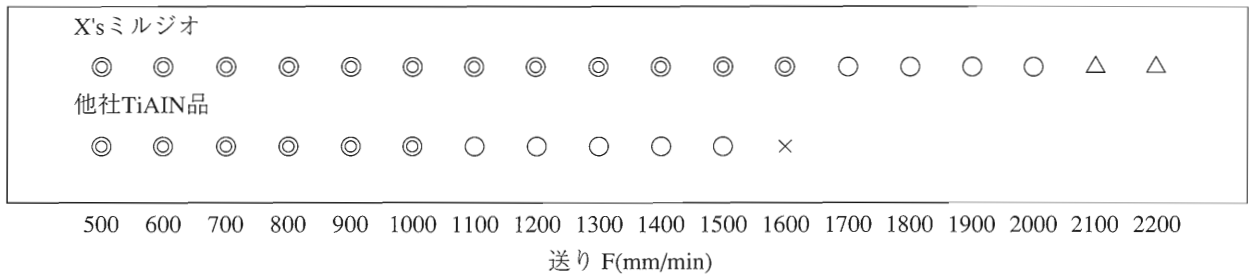 X'sミルジオ
◎ ◎ ◎ ◎ ◎ ◎ ◎ ◎ ◎ ◎ ◎ ◎ ○ ○ ○ ○ △ △
他社TiAIN品
◎ ◎ ◎ ◎ ◎ ◎ ○ ○ ○ ○ ○ ×
500 600 700 800 900 1000 1100 1200 1300 1400 1500 1600 1700 1800 1900 2000 2100 2200
送り F(mm/min)